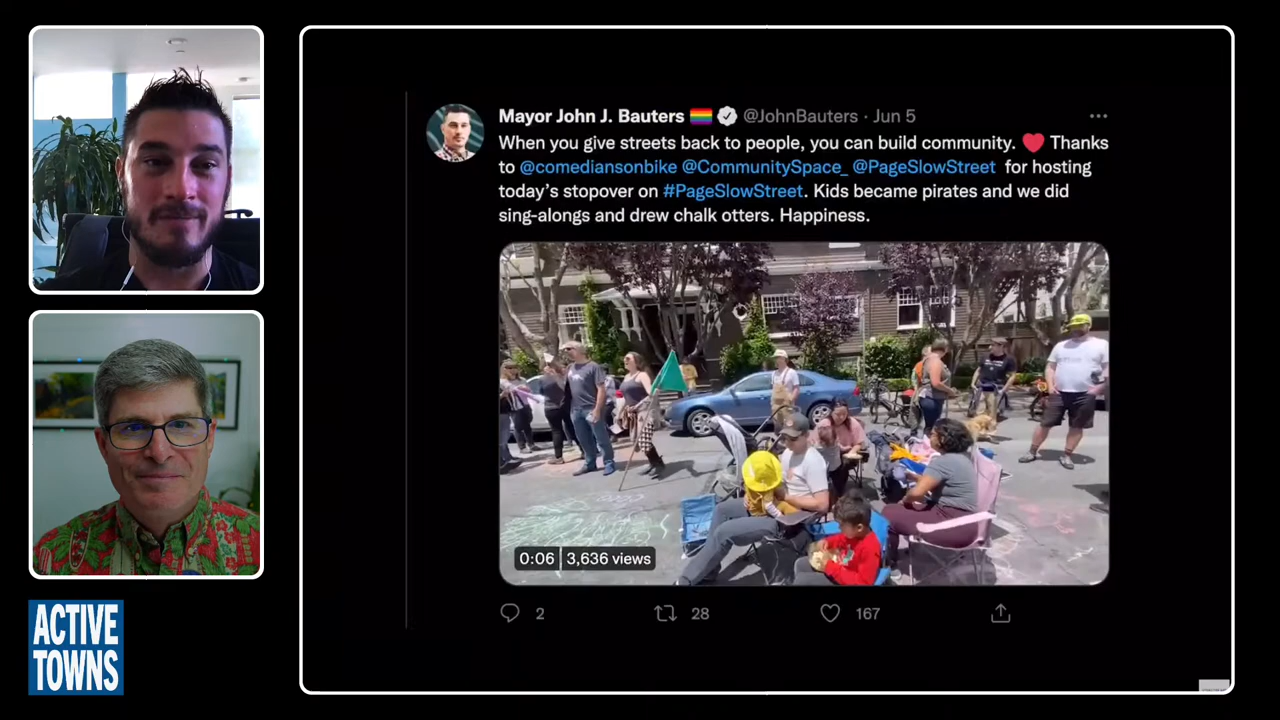 Mayor John J. Bauters 🏳️‍🌈 @JohnBauters · Jun 5
When you give streets back to people, you can build community. ❤️ Thanks
to @comediansonbike @CommunitySpace_ @PageSlowStreet for hosting
today's stopover on #PageSlowStreet. Kids became pirates and we did
sing-alongs and drew chalk otters. Happiness.
0:06 3,636 views
2 28 167
ACTIVE
TOWNS